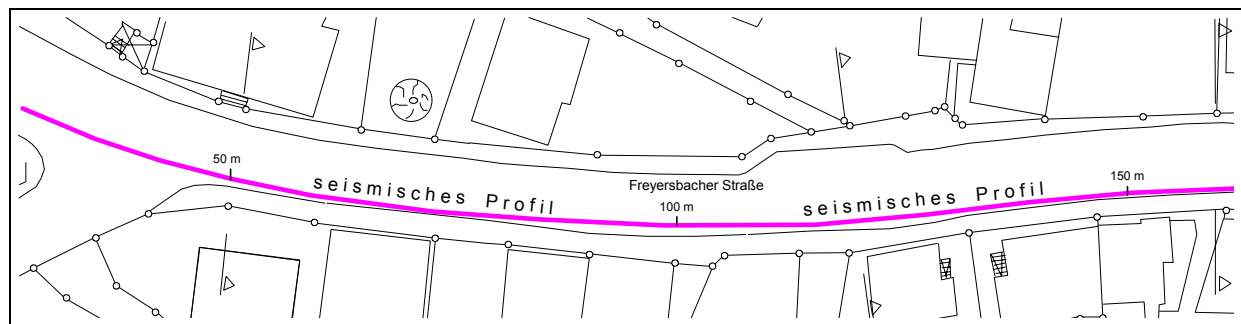 50 m
seismisches Profil
Freyersbacher Straße
100 m
seismisches Profil
150 m